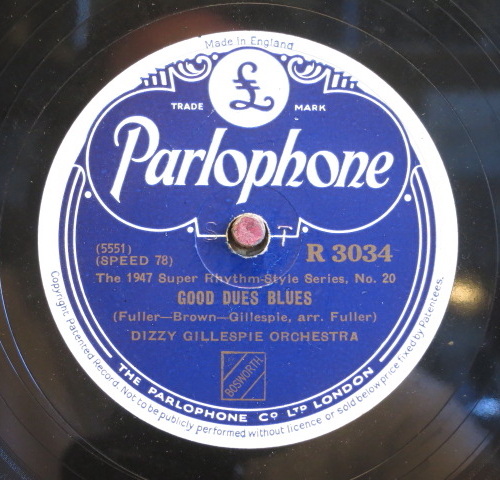 Made in England
£
TRADE MARK
Parlophone
S T
(5551)
(SPEED 78)
R 3034
The 1947 Super Rhythm-Style Series, No. 20
GOOD DUES BLUES
(Fuller—Brown—Gillespie, arr. Fuller)
DIZZY GILLESPIE ORCHESTRA
BOSWORTH
THE PARLOPHONE Co LTD LONDON
Copyright Patented Record. Not to be publicly performed without licence or sold below price fixed by Patentees.